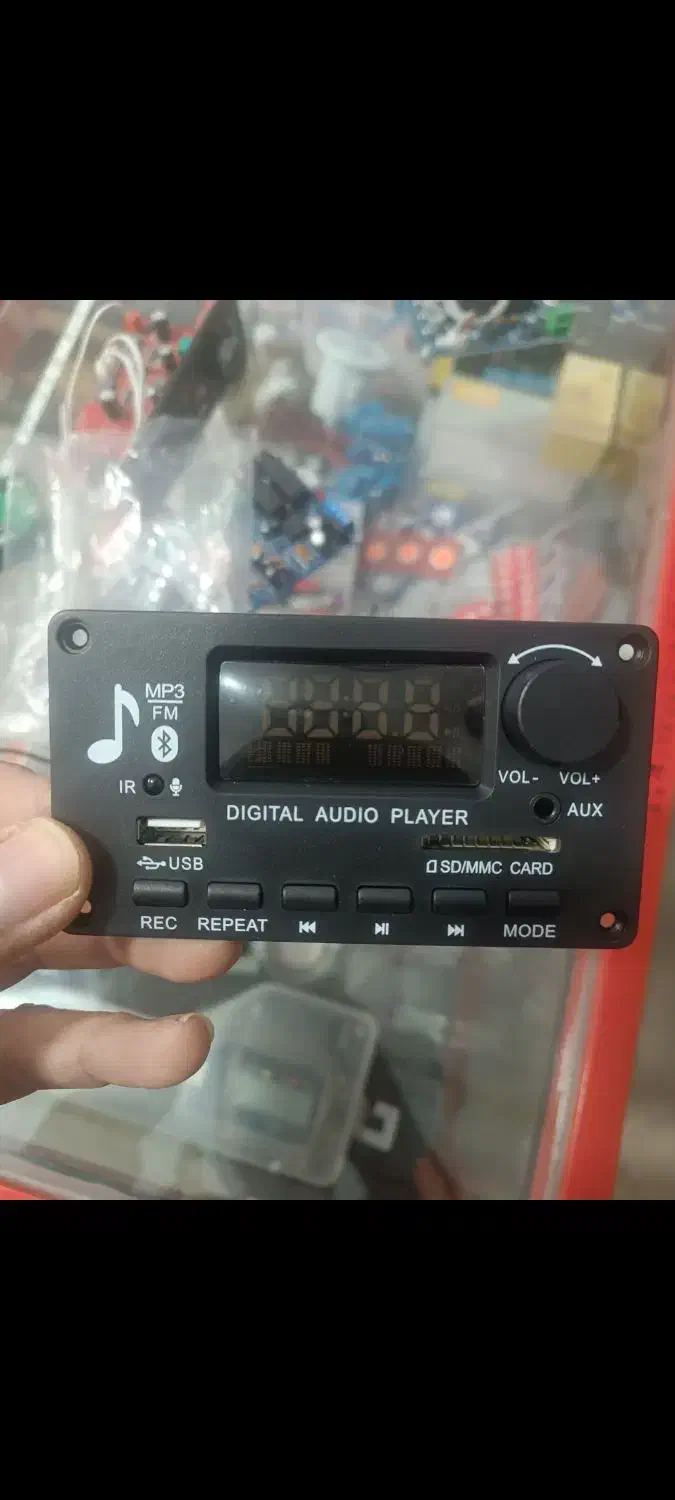 MP3
FM
IR
VOL- VOL+
AUX
DIGITAL AUDIO PLAYER
USB
SD/MMC CARD
REC REPEAT MODE